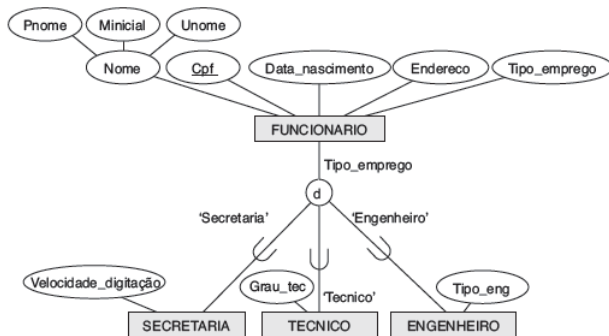 Pnome
Minicial
Unome
Nome
Cpf
Data_nascimento
Endereco
Tipo_emprego
FUNCIONARIO
Tipo_emprego
d
'Secretaria'
'Engenheiro'
Velocidade_digitação
Grau_tec
'Tecnico'
Tipo_eng
SECRETARIA
TECNICO
ENGENHEIRO